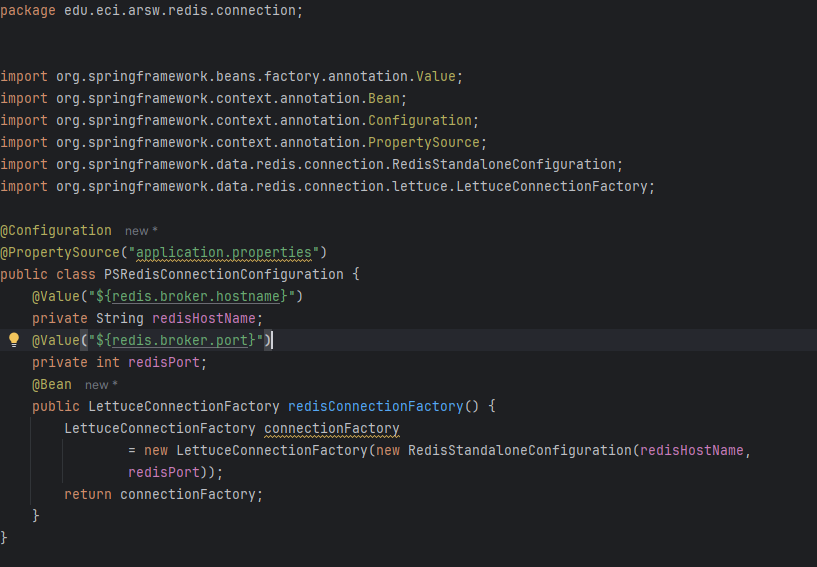 package edu.eci.arsw.redis.connection;
import org.springframework.beans.factory.annotation.Value;
import org.springframework.context.annotation.Bean;
import org.springframework.context.annotation.Configuration;
import org.springframework.context.annotation.PropertySource;
import org.springframework.data.redis.connection.RedisStandaloneConfiguration;
import org.springframework.data.redis.connection.lettuce.LettuceConnectionFactory;
@Configuration new *
@PropertySource("application.properties")
public class PSRedisConnectionConfiguration {
@Value("${redis.broker.hostname}")
private String redisHostName;
@Value("${redis.broker.port}")
private int redisPort;
@Bean new *
public LettuceConnectionFactory redisConnectionFactory() {
LettuceConnectionFactory connectionFactory
= new LettuceConnectionFactory(new RedisStandaloneConfiguration(redisHostName,
redisPort));
return connectionFactory;
}
}